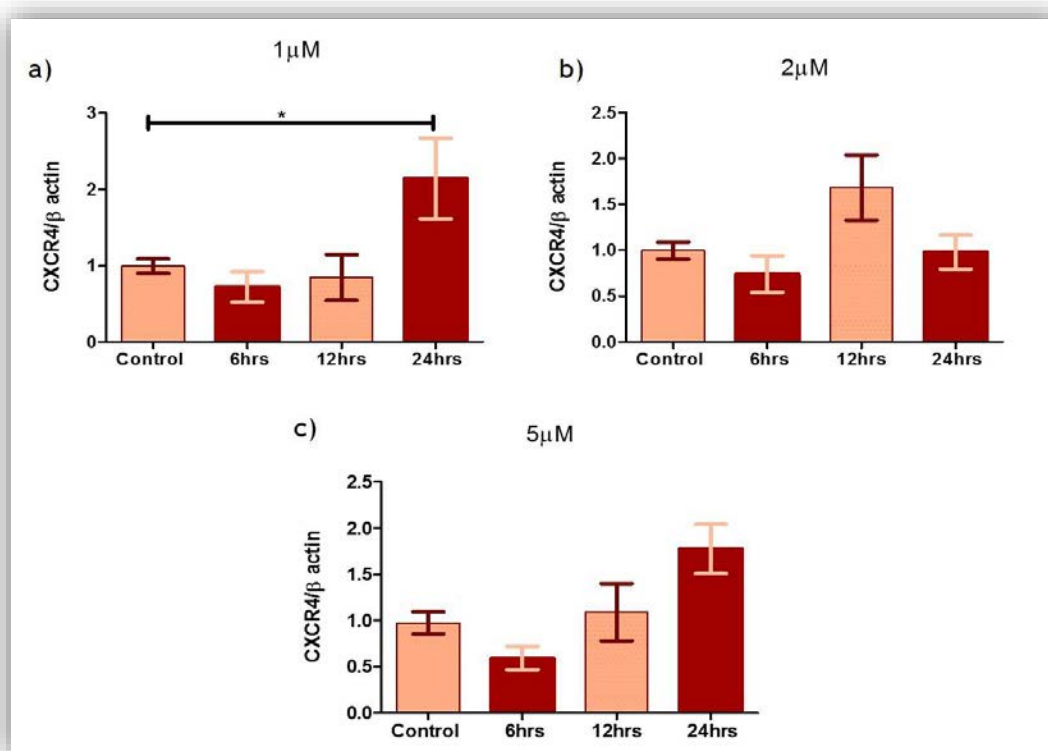 a)
1μM
CXCR4/β actin
3
2
1
0
*
Control 6hrs 12hrs 24hrs
b)
2μM
CXCR4/β actin
2.5
2.0
1.5
1.0
0.5
0.0
Control 6hrs 12hrs 24hrs
c)
5μM
CXCR4/β actin
2.5
2.0
1.5
1.0
0.5
0.0
Control 6hrs 12hrs 24hrs